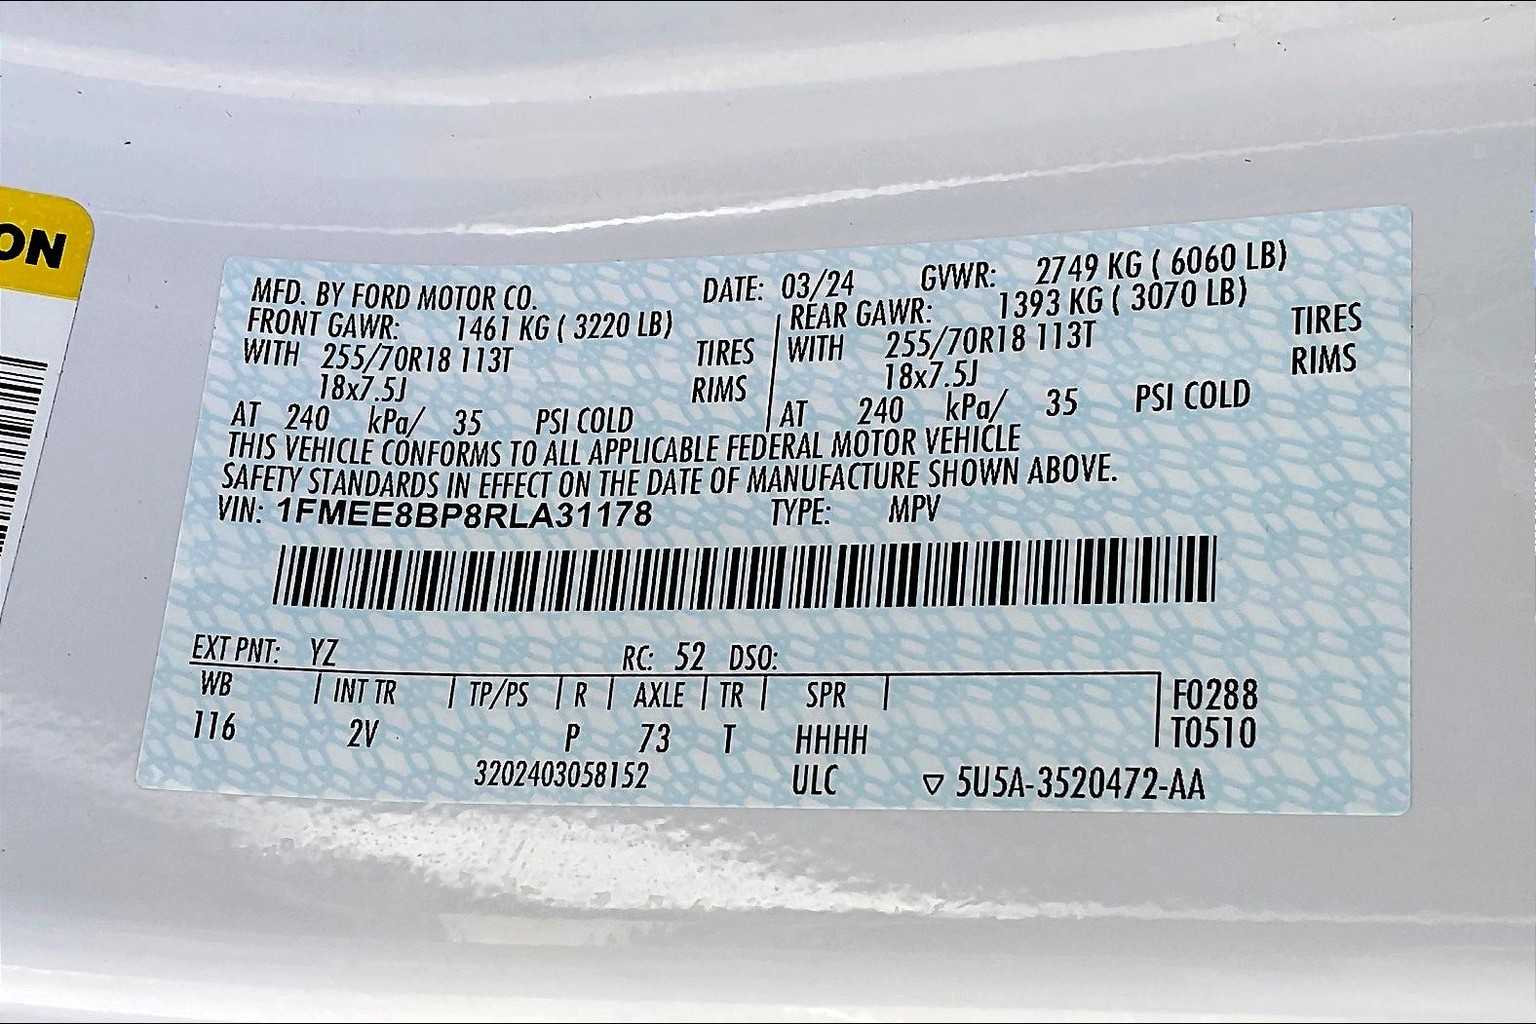 ON
MFD. BY FORD MOTOR CO. DATE: 03/24 GVWR: 2749 KG ( 6060 LB)
FRONT GAWR: 1461 KG ( 3220 LB) REAR GAWR: 1393 KG ( 3070 LB)
WITH 255/70R18 113T TIRES WITH 255/70R18 113T TIRES
18x7.5J RIMS 18x7.5J RIMS
AT 240 kPa/ 35 PSI COLD AT 240 kPa/ 35 PSI COLD
THIS VEHICLE CONFORMS TO ALL APPLICABLE FEDERAL MOTOR VEHICLE
SAFETY STANDARDS IN EFFECT ON THE DATE OF MANUFACTURE SHOWN ABOVE.
VIN: 1FMEE8BP8RLA31178 TYPE: MPV
EXT PNT: YZ RC: 52 DSO:
WB INT TR TP/PS R AXLE TR SPR F0288
116 2V P 73 T HHHH T0510
3202403058152 ULC ▽ 5U5A-3520472-AA